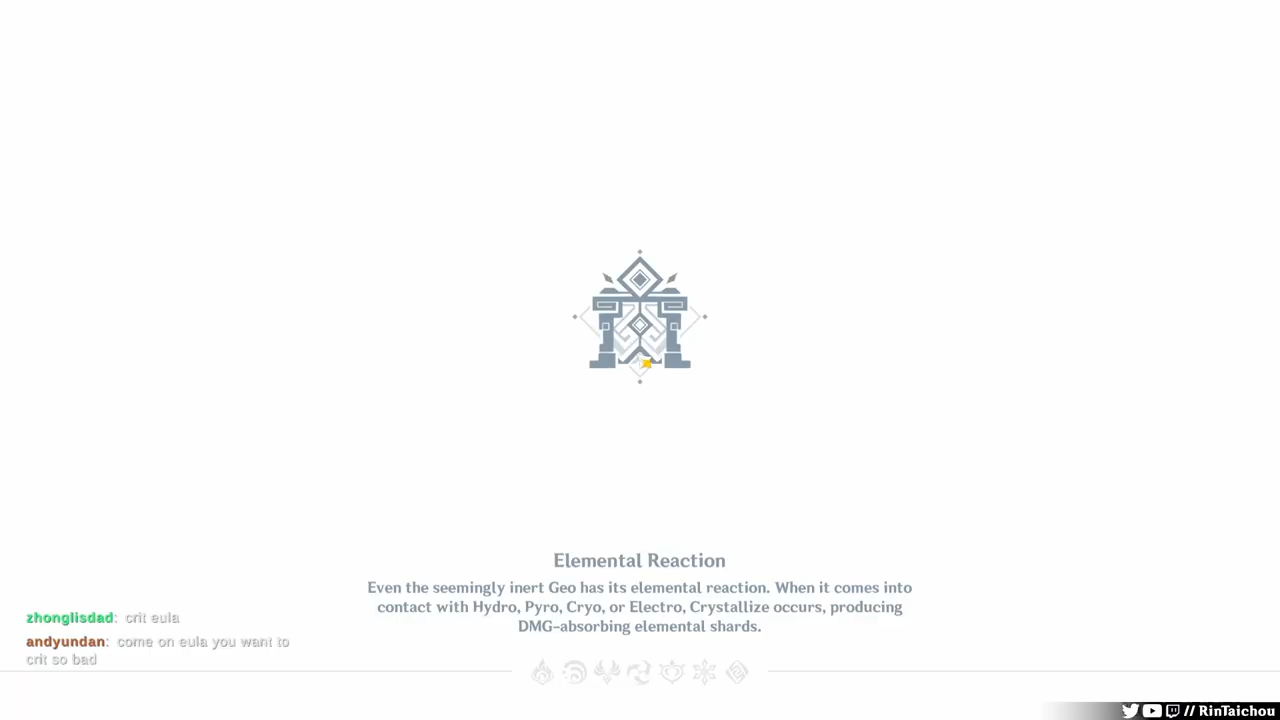 Elemental Reaction
Even the seemingly inert Geo has its elemental reaction. When it comes into
contact with Hydro, Pyro, Cryo, or Electro, Crystallize occurs, producing
DMG-absorbing elemental shards.
zhonglisdad: crit eula
andyundan: come on eula you want to
crit so bad
// RinTaichou